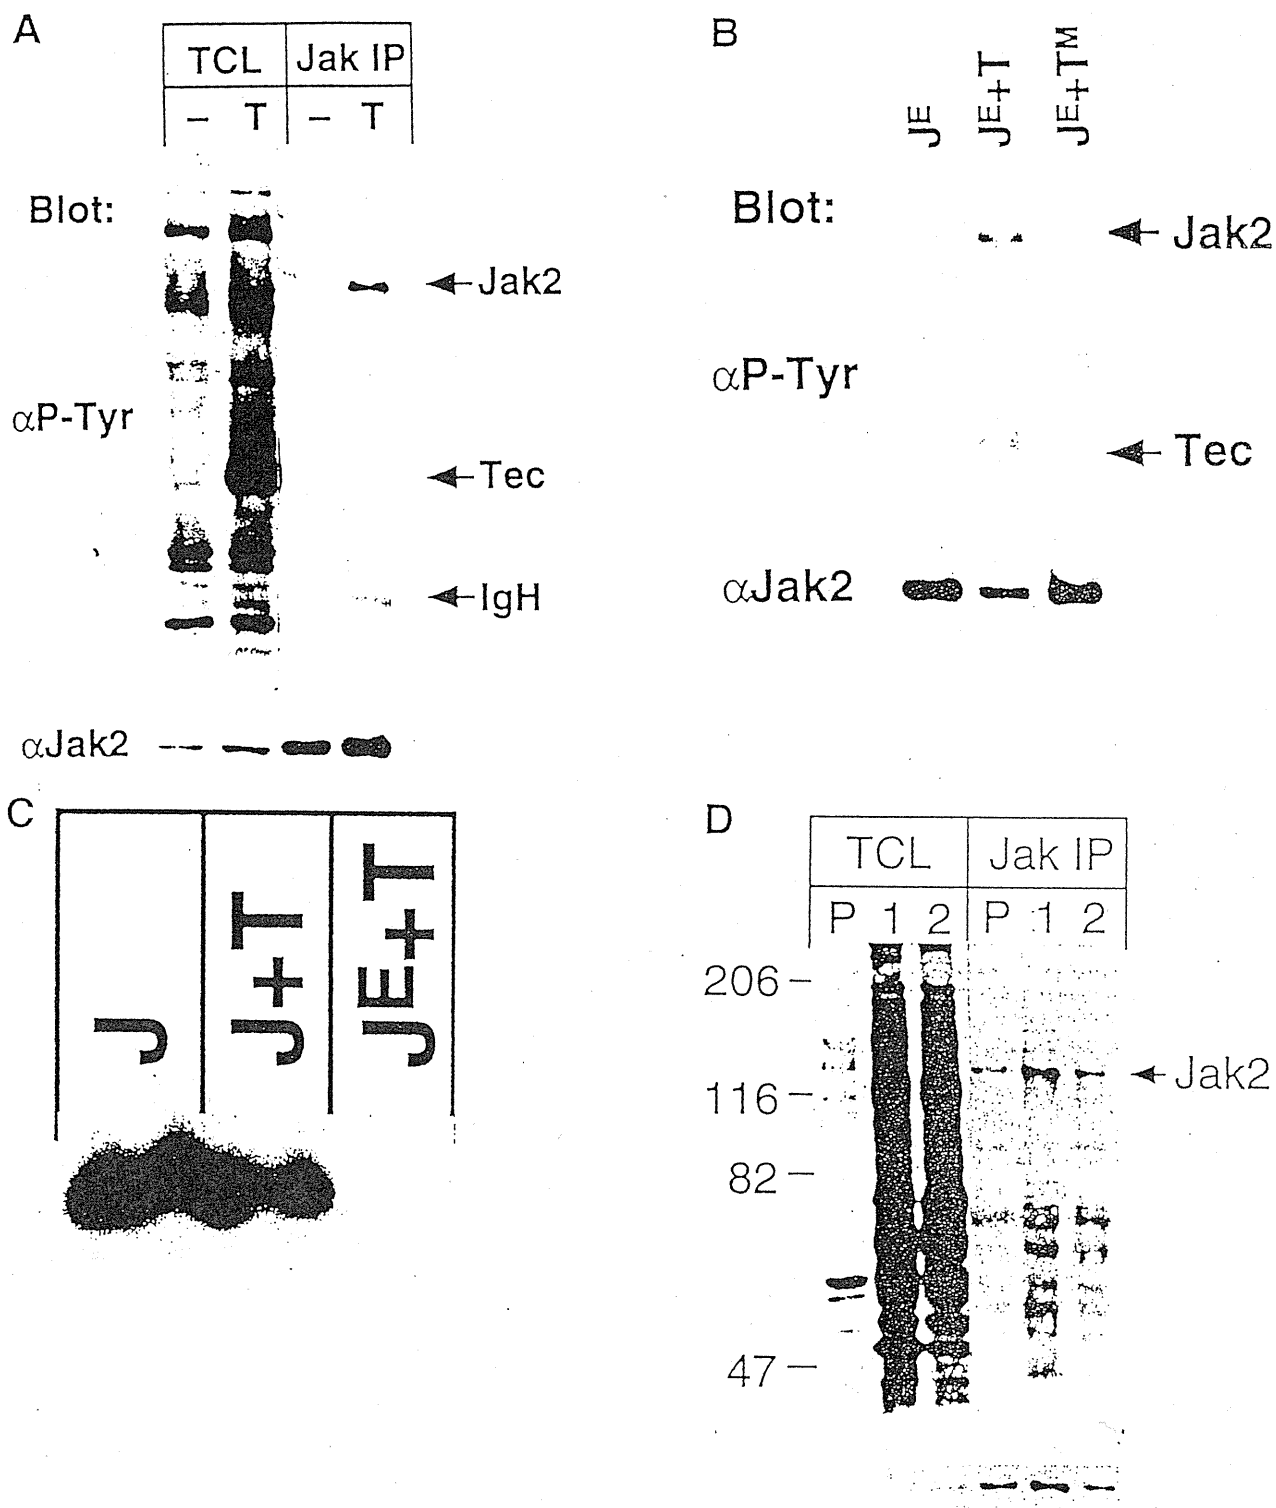 A
TCL Jak IP
– T – T
Blot:
Jak2
αP-Tyr
Tec
IgH
αJak2
B
JE
JE+T
JE+TM
Blot:
Jak2
αP-Tyr
Tec
αJak2
C
J
J+T
JE+T
D
TCL Jak IP
P 1 2 P 1 2
206
Jak2
116
82
47